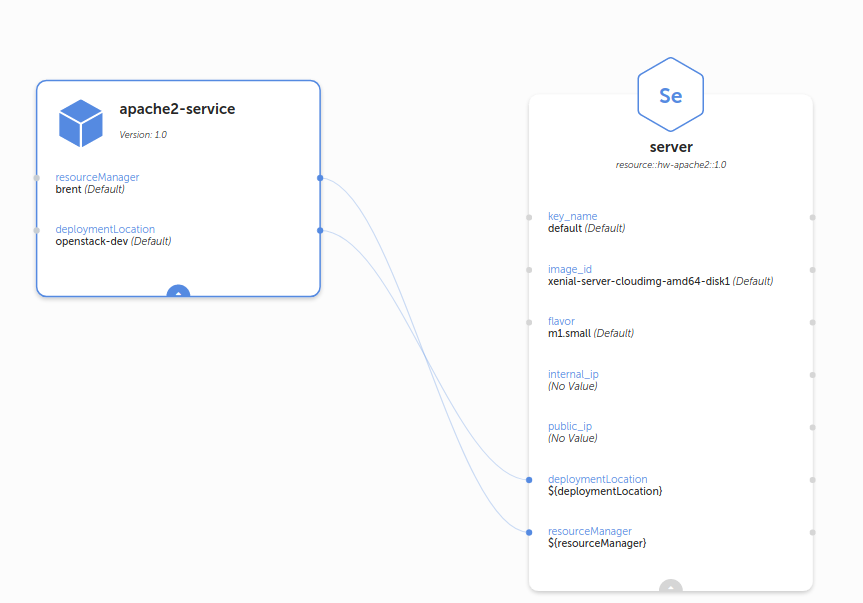 apache2-service
Version: 1.0
resourceManager
brent (Default)
deploymentLocation
openstack-dev (Default)
Se
server
resource::hw-apache2::1.0
key_name
default (Default)
image_id
xenial-server-cloudimg-amd64-disk1 (Default)
flavor
m1.small (Default)
internal_ip
(No Value)
public_ip
(No Value)
deploymentLocation
${deploymentLocation}
resourceManager
${resourceManager}